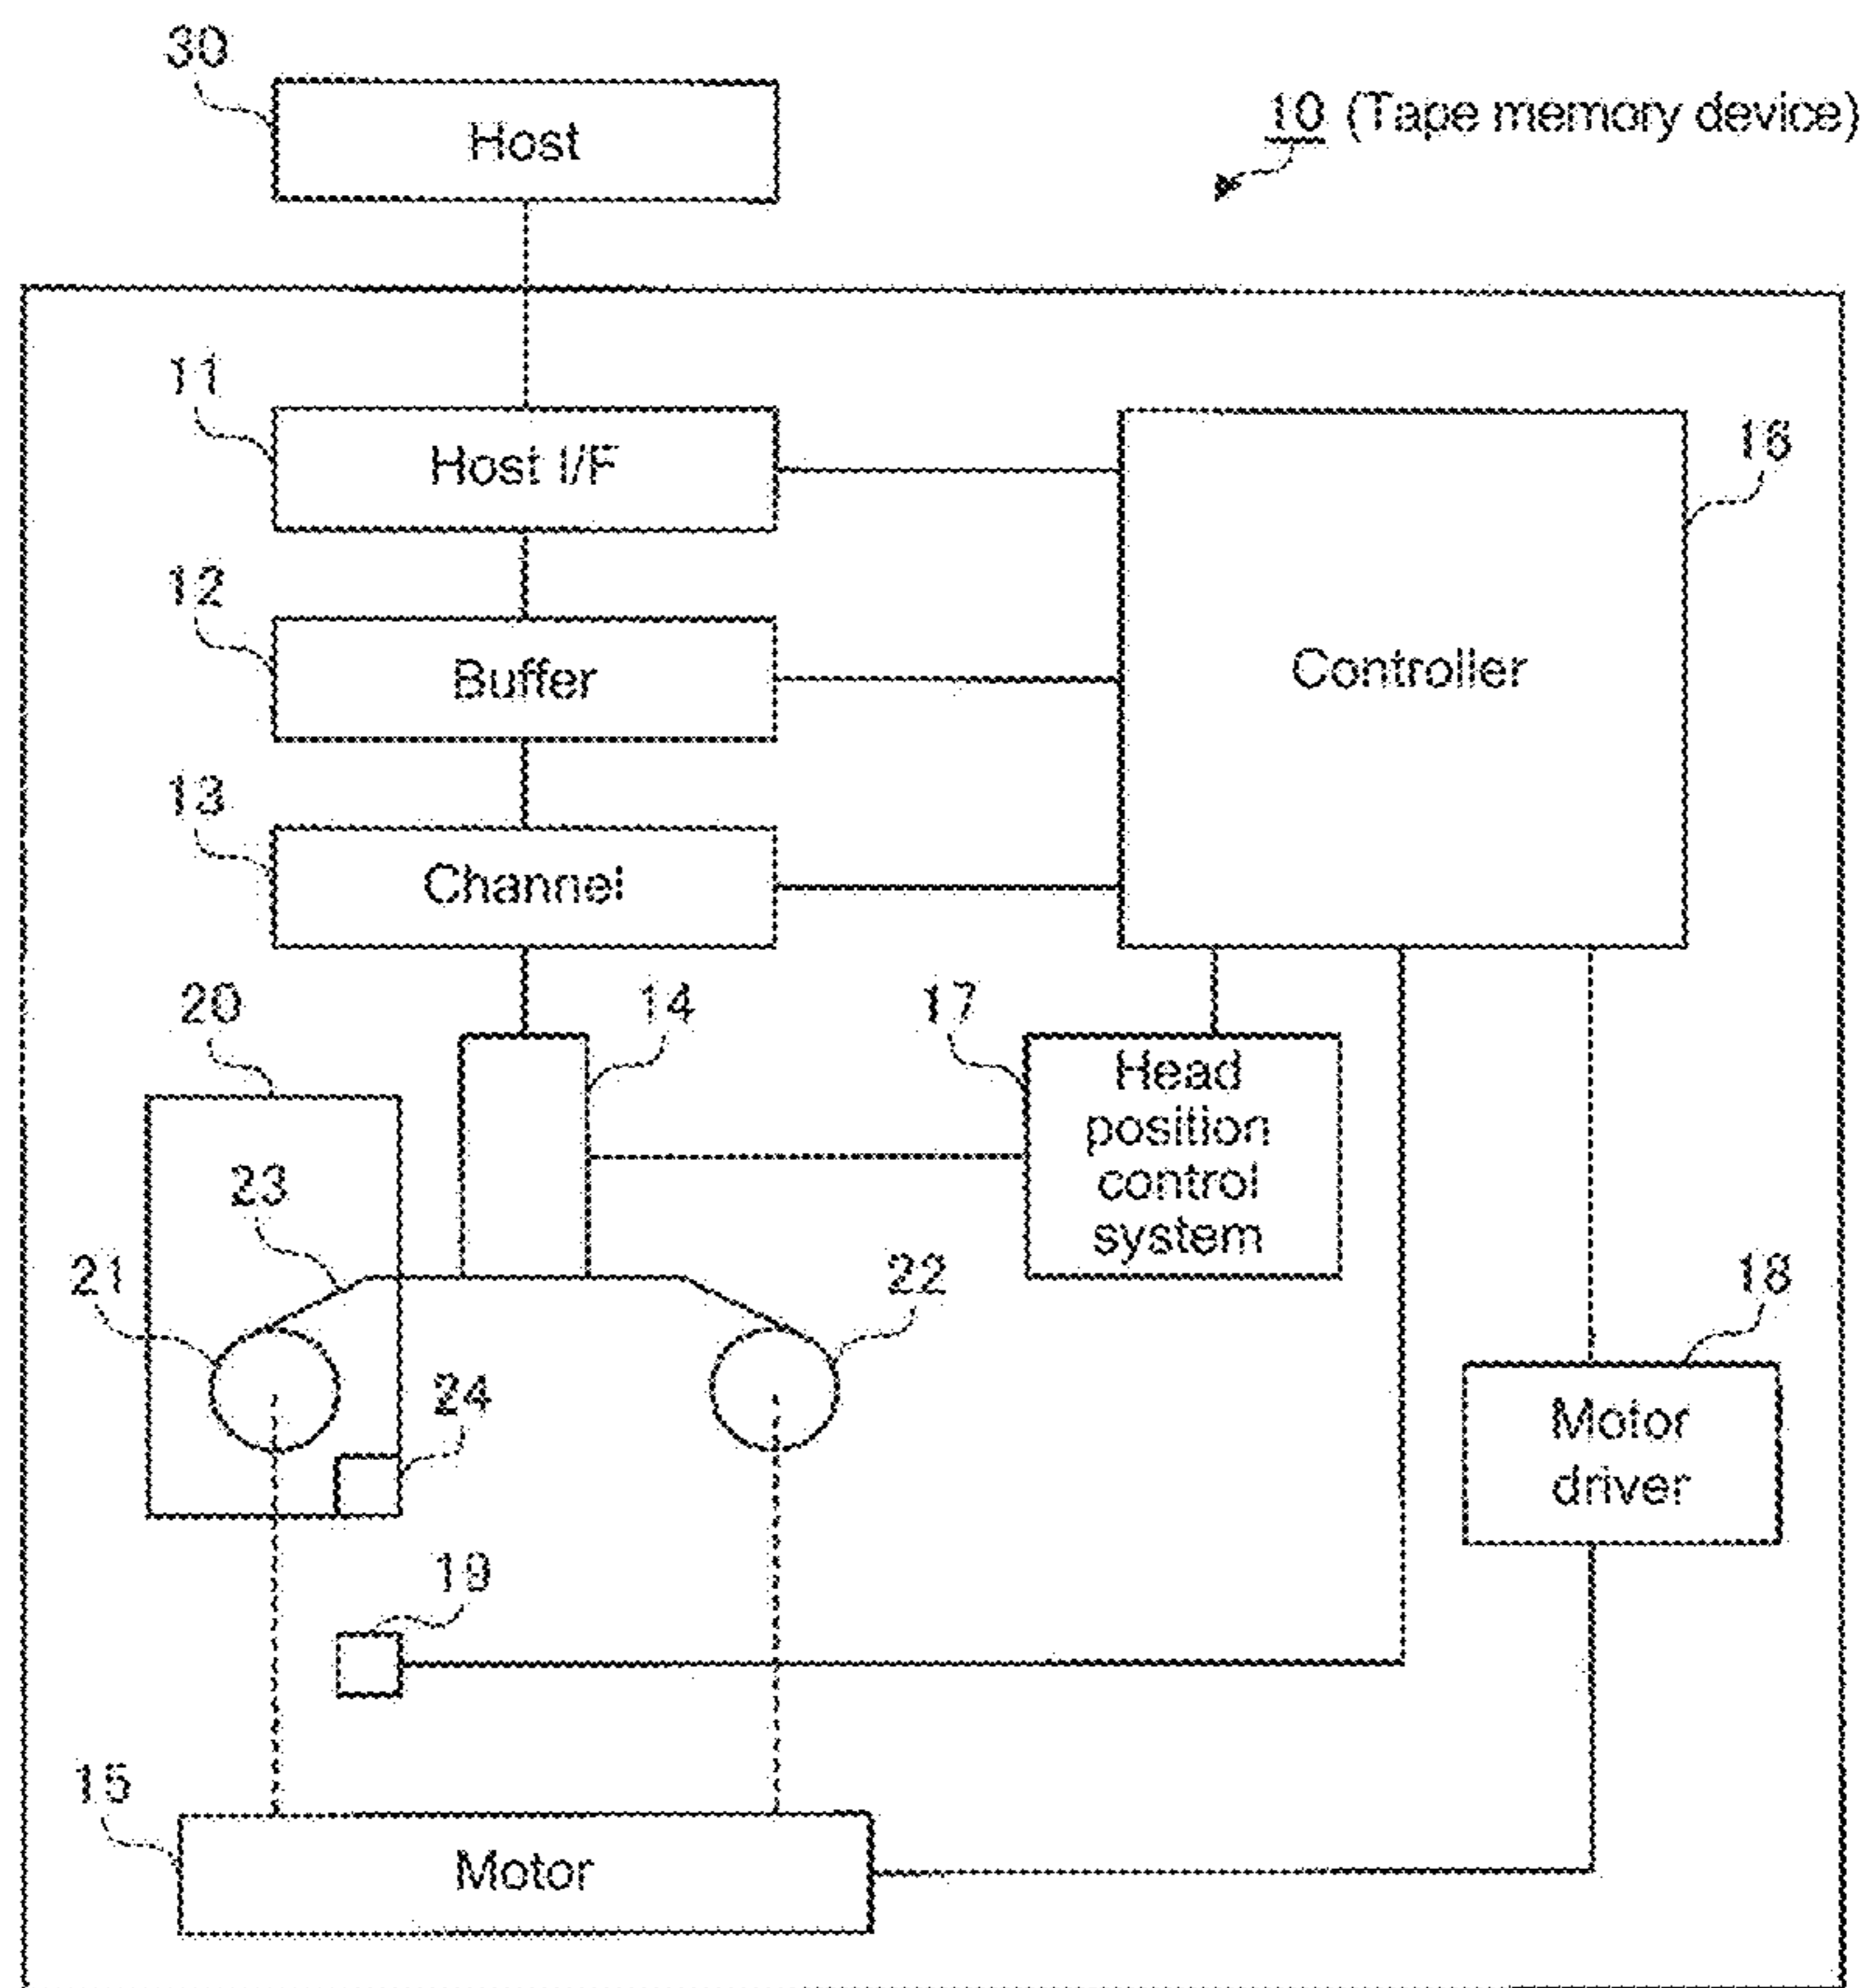 30
Host
10 (Tape memory device)
11
Host I/F
16
12
Buffer
Controller
13
Channel
20
14
17
Head
position
control
system
23
21
22
18
24
Motor
driver
19
15
Motor